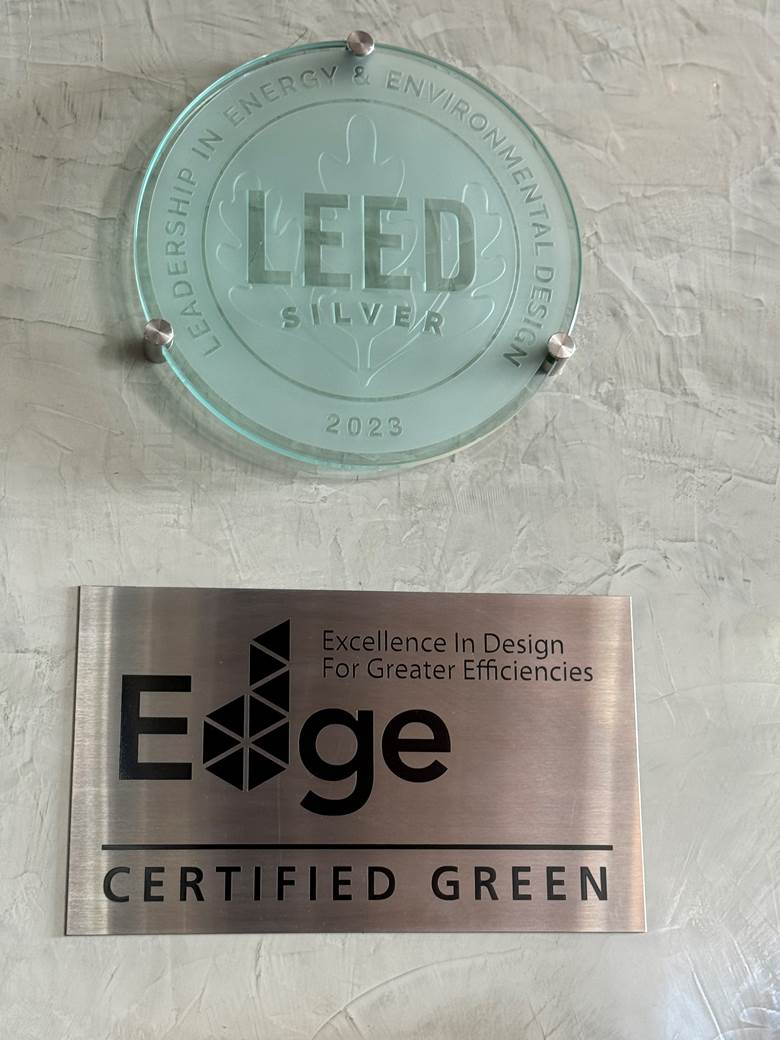 LEADERSHIP IN ENERGY & ENVIRONMENTAL DESIGN
LEED
SILVER
2023
Edge
Excellence In Design
For Greater Efficiencies
CERTIFIED GREEN